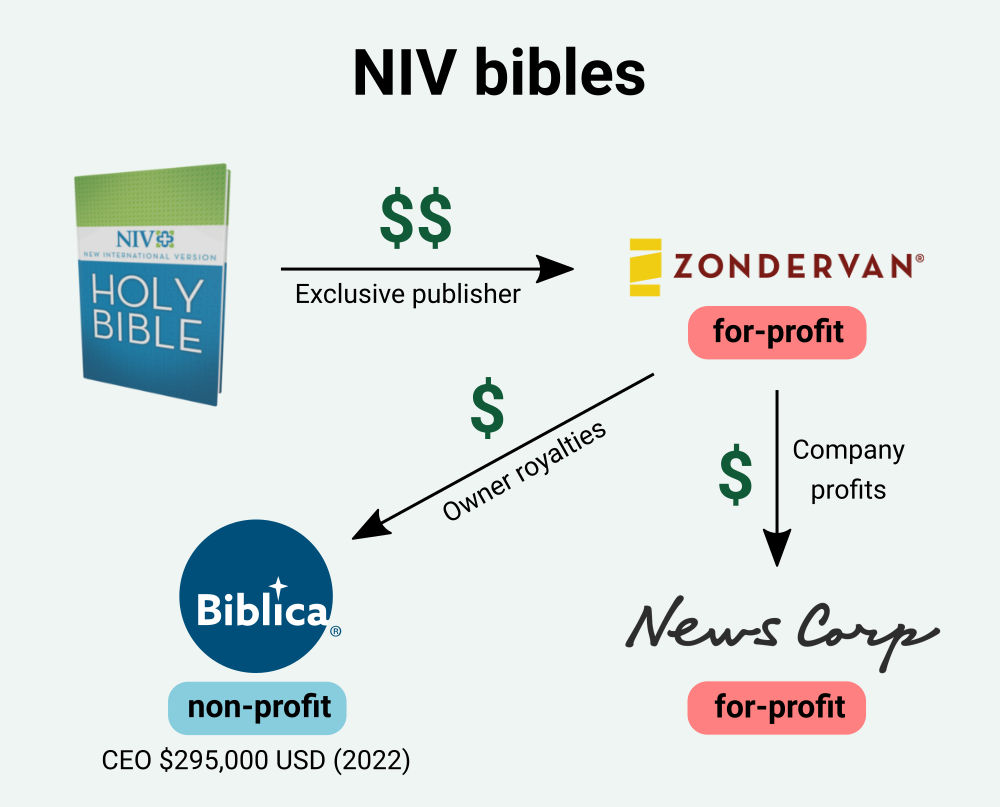 NIV bibles
NIV
NEW INTERNATIONAL VERSION
HOLY
BIBLE
$$
Exclusive publisher
ZONDERVAN®
for-profit
$
Owner royalties
$
Company
profits
Biblica®
non-profit
CEO $295,000 USD (2022)
News Corp
for-profit